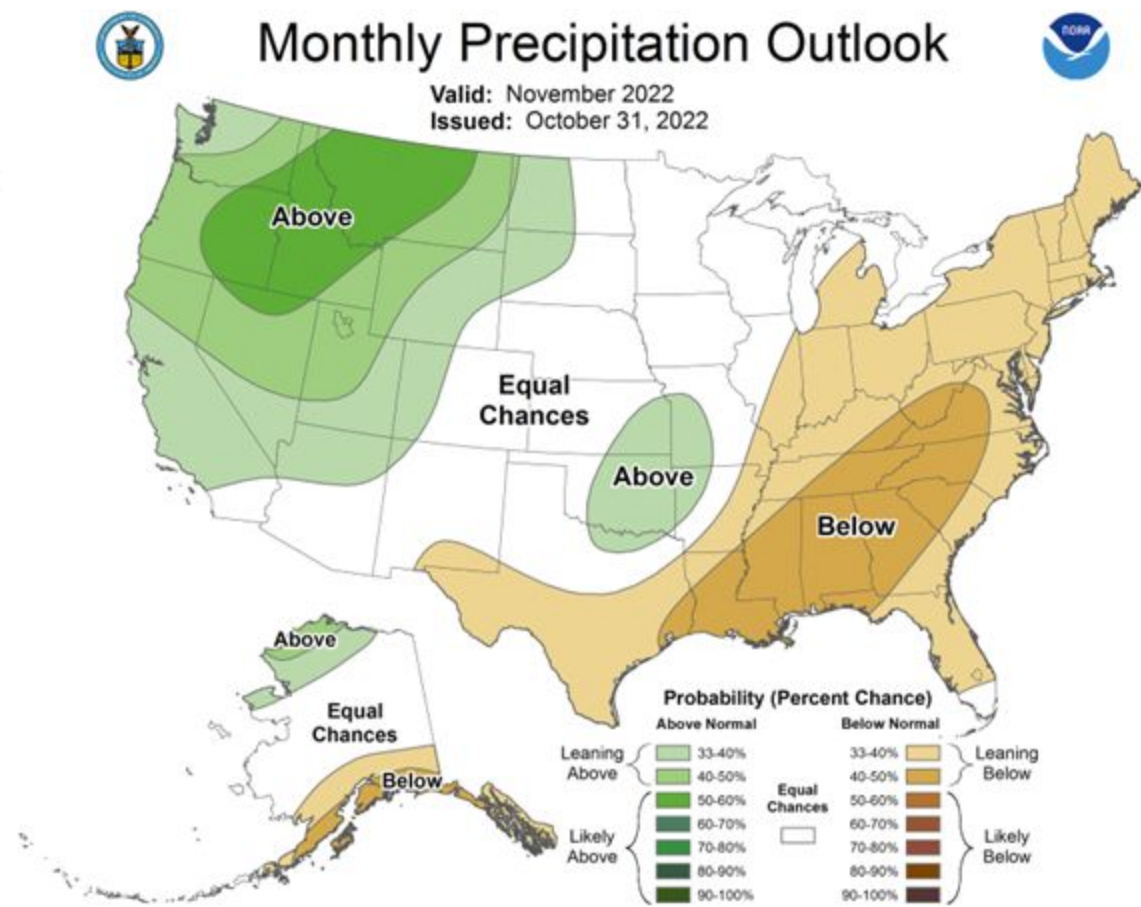 NOAA
Monthly Precipitation Outlook
Valid: November 2022
Issued: October 31, 2022
Above
Equal
Chances
Above
Below
Above
Equal
Chances
Below
Probability (Percent Chance)
Above Normal
Below Normal
Leaning
Above
33-40%
40-50%
50-60%
60-70%
70-80%
80-90%
90-100%
Likely
Above
Equal
Chances
33-40%
40-50%
50-60%
60-70%
70-80%
80-90%
90-100%
Leaning
Below
Likely
Below